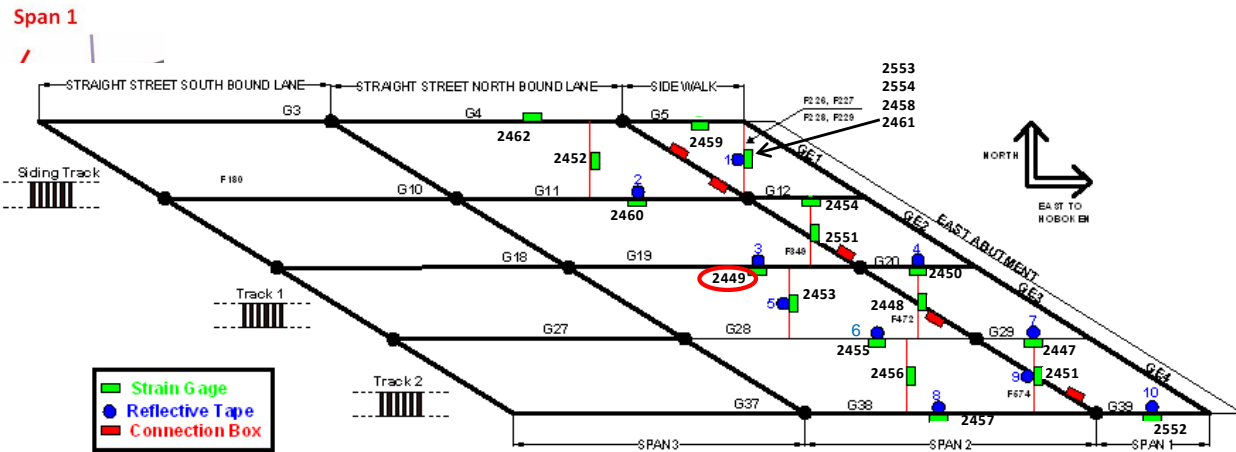 Span 1
STRAIGHT STREET SOUTH BOUND LANE
STRAIGHT STREET NORTH BOUND LANE
SIDEWALK
2553
2554
2458
2461
F226, F227
F228, F229
G3
G4
2462
G5
2459
2452
1
GE1
NORTH
EAST TO
HOBOKEN
Siding Track
F180
G10
G11
2
2460
G12
2454
2551
GE2
EAST ABUTMENT
G18
G19
3
F349
4
G20
2449
2450
GE3
Track 1
5
2453
2448
F472
G27
G28
6
2455
G29
7
2447
GE4
Track 2
2456
9
2451
F574
G37
G38
8
2457
G39
10
2552
Strain Gage
Reflective Tape
Connection Box
SPAN 3
SPAN 2
SPAN 1